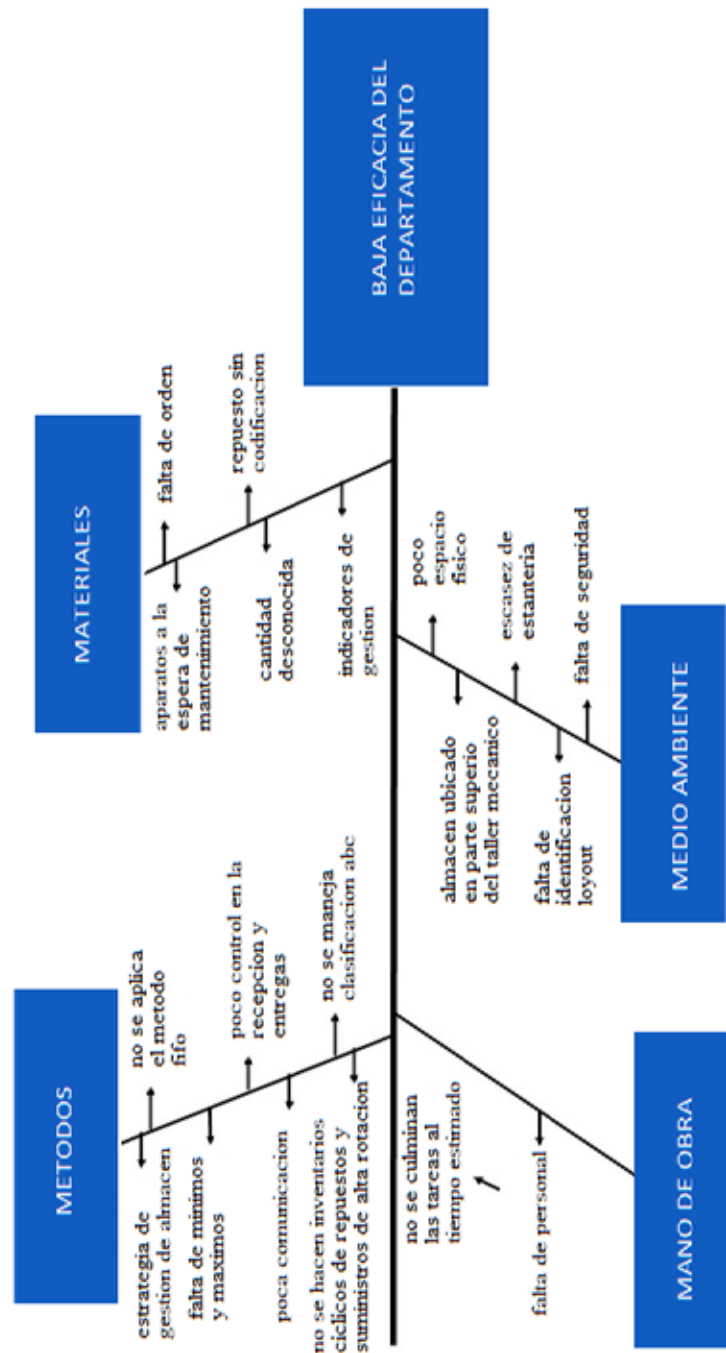 METODOS
estrategia de
gestion de almacen
no se aplica
el metodo
fifo
falta de minimos
y maximos
poco control en la
recepcion y
entregas
poca comunicacion
no se maneja
clasificacion abc
no se hacen inventarios
ciclicos de repuestos y
suministros de alta rotacion
MATERIALES
falta de orden
aparatos a la
espera de
mantenimiento
repuesto sin
codificacion
cantidad
desconocida
indicadores de
gestion
BAJA EFICACIA DEL
DEPARTAMENTO
no se culminan
las tareas al
tiempo estimado
falta de personal
MANO DE OBRA
poco
espacio
fisico
almacen ubicado
en parte superio
del taller mecanico
escasez de
estanteria
falta de
identificacion
loyout
falta de seguridad
MEDIO AMBIENTE